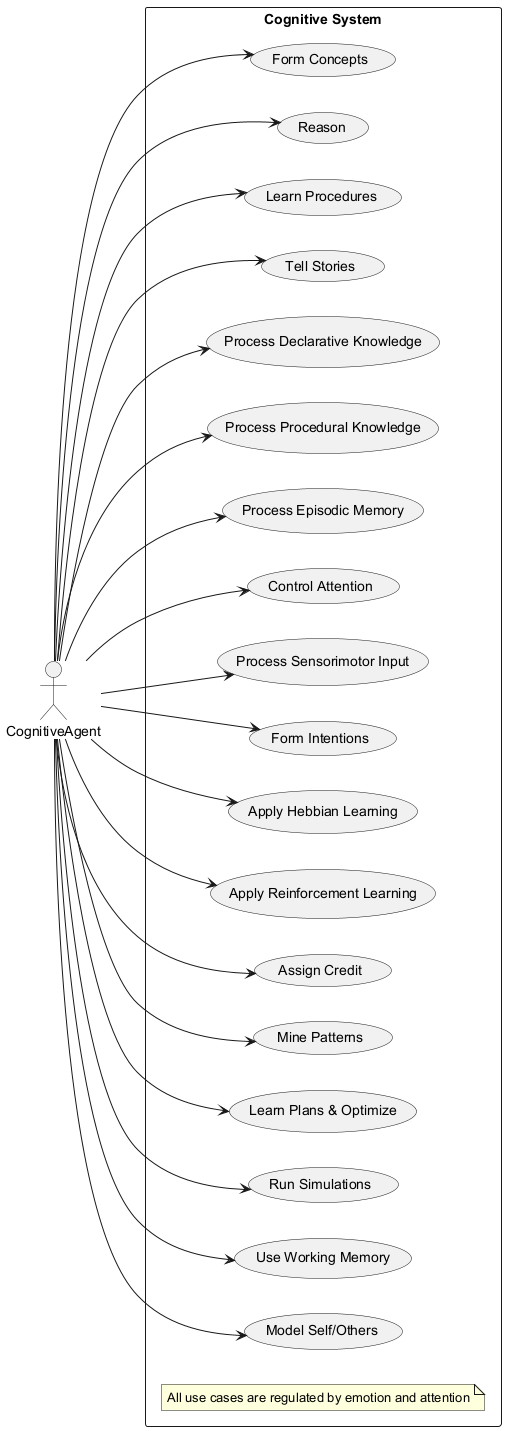 Cognitive System
Form Concepts
Reason
Learn Procedures
Tell Stories
Process Declarative Knowledge
Process Procedural Knowledge
Process Episodic Memory
Control Attention
Process Sensorimotor Input
CognitiveAgent
Form Intentions
Apply Hebbian Learning
Apply Reinforcement Learning
Assign Credit
Mine Patterns
Learn Plans & Optimize
Run Simulations
Use Working Memory
Model Self/Others
All use cases are regulated by emotion and attention